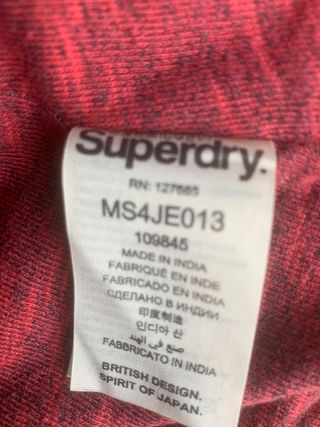 Superdry.
RN: 127665
MS4JE013
109845
MADE IN INDIA
FABRIQUÉ EN INDE
FABRICADO EN INDIA
СДЕЛАНО В ИНДИИ
印度制造
인디아 산
صنع في الهند
FABBRICATO IN INDIA
BRITISH DESIGN.
SPIRIT OF JAPAN.